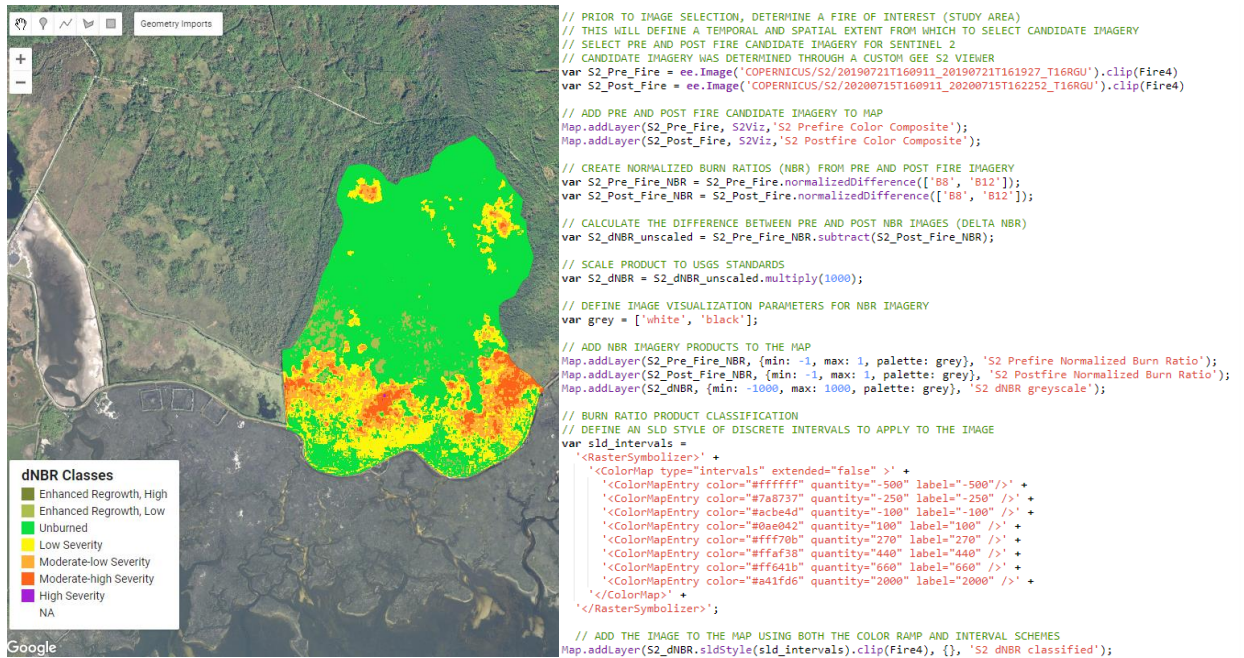 Geometry Imports
+
−
dNBR Classes
Enhanced Regrowth, High
Enhanced Regrowth, Low
Unburned
Low Severity
Moderate-low Severity
Moderate-high Severity
High Severity
NA
Google
// PRIOR TO IMAGE SELECTION, DETERMINE A FIRE OF INTEREST (STUDY AREA)
// THIS WILL DEFINE A TEMPORAL AND SPATIAL EXTENT FROM WHICH TO SELECT CANDIDATE IMAGERY
// SELECT PRE AND POST FIRE CANDIDATE IMAGERY FOR SENTINEL 2
// CANDIDATE IMAGERY WAS DETERMINED THROUGH A CUSTOM GEE S2 VIEWER
var S2_Pre_Fire = ee.Image('COPERNICUS/S2/20190721T160911_20190721T161927_T16RGU').clip(Fire4)
var S2_Post_Fire = ee.Image('COPERNICUS/S2/20200715T160911_20200715T162252_T16RGU').clip(Fire4)
// ADD PRE AND POST FIRE CANDIDATE IMAGERY TO MAP
Map.addLayer(S2_Pre_Fire, S2Viz,'S2 Prefire Color Composite');
Map.addLayer(S2_Post_Fire, S2Viz,'S2 Postfire Color Composite');
// CREATE NORMALIZED BURN RATIOS (NBR) FROM PRE AND POST FIRE IMAGERY
var S2_Pre_Fire_NBR = S2_Pre_Fire.normalizedDifference(['B8', 'B12']);
var S2_Post_Fire_NBR = S2_Post_Fire.normalizedDifference(['B8', 'B12']);
// CALCULATE THE DIFFERENCE BETWEEN PRE AND POST NBR IMAGES (DELTA NBR)
var S2_dNBR_unscaled = S2_Pre_Fire_NBR.subtract(S2_Post_Fire_NBR);
// SCALE PRODUCT TO USGS STANDARDS
var S2_dNBR = S2_dNBR_unscaled.multiply(1000);
// DEFINE IMAGE VISUALIZATION PARAMETERS FOR NBR IMAGERY
var grey = ['white', 'black'];
// ADD NBR IMAGERY PRODUCTS TO THE MAP
Map.addLayer(S2_Pre_Fire_NBR, {min: -1, max: 1, palette: grey}, 'S2 Prefire Normalized Burn Ratio');
Map.addLayer(S2_Post_Fire_NBR, {min: -1, max: 1, palette: grey}, 'S2 Postfire Normalized Burn Ratio');
Map.addLayer(S2_dNBR, {min: -1000, max: 1000, palette: grey}, 'S2 dNBR greyscale');
// BURN RATIO PRODUCT CLASSIFICATION
// DEFINE AN SLD STYLE OF DISCRETE INTERVALS TO APPLY TO THE IMAGE
var sld_intervals =
'<RasterSymbolizer>' +
'<ColorMap type="intervals" extended="false" >' +
'<ColorMapEntry color="#ffffff" quantity="-500" label="-500"/>' +
'<ColorMapEntry color="#7a8737" quantity="-250" label="-250" />' +
'<ColorMapEntry color="#acbe4d" quantity="-100" label="-100" />' +
'<ColorMapEntry color="#0ae042" quantity="100" label="100" />' +
'<ColorMapEntry color="#fff70b" quantity="270" label="270" />' +
'<ColorMapEntry color="#ffaf38" quantity="440" label="440" />' +
'<ColorMapEntry color="#ff641b" quantity="660" label="660" />' +
'<ColorMapEntry color="#a41fd6" quantity="2000" label="2000" />' +
'</ColorMap>' +
'</RasterSymbolizer>';
// ADD THE IMAGE TO THE MAP USING BOTH THE COLOR RAMP AND INTERVAL SCHEMES
Map.addLayer(S2_dNBR.sldStyle(sld_intervals).clip(Fire4), {}, 'S2 dNBR classified');